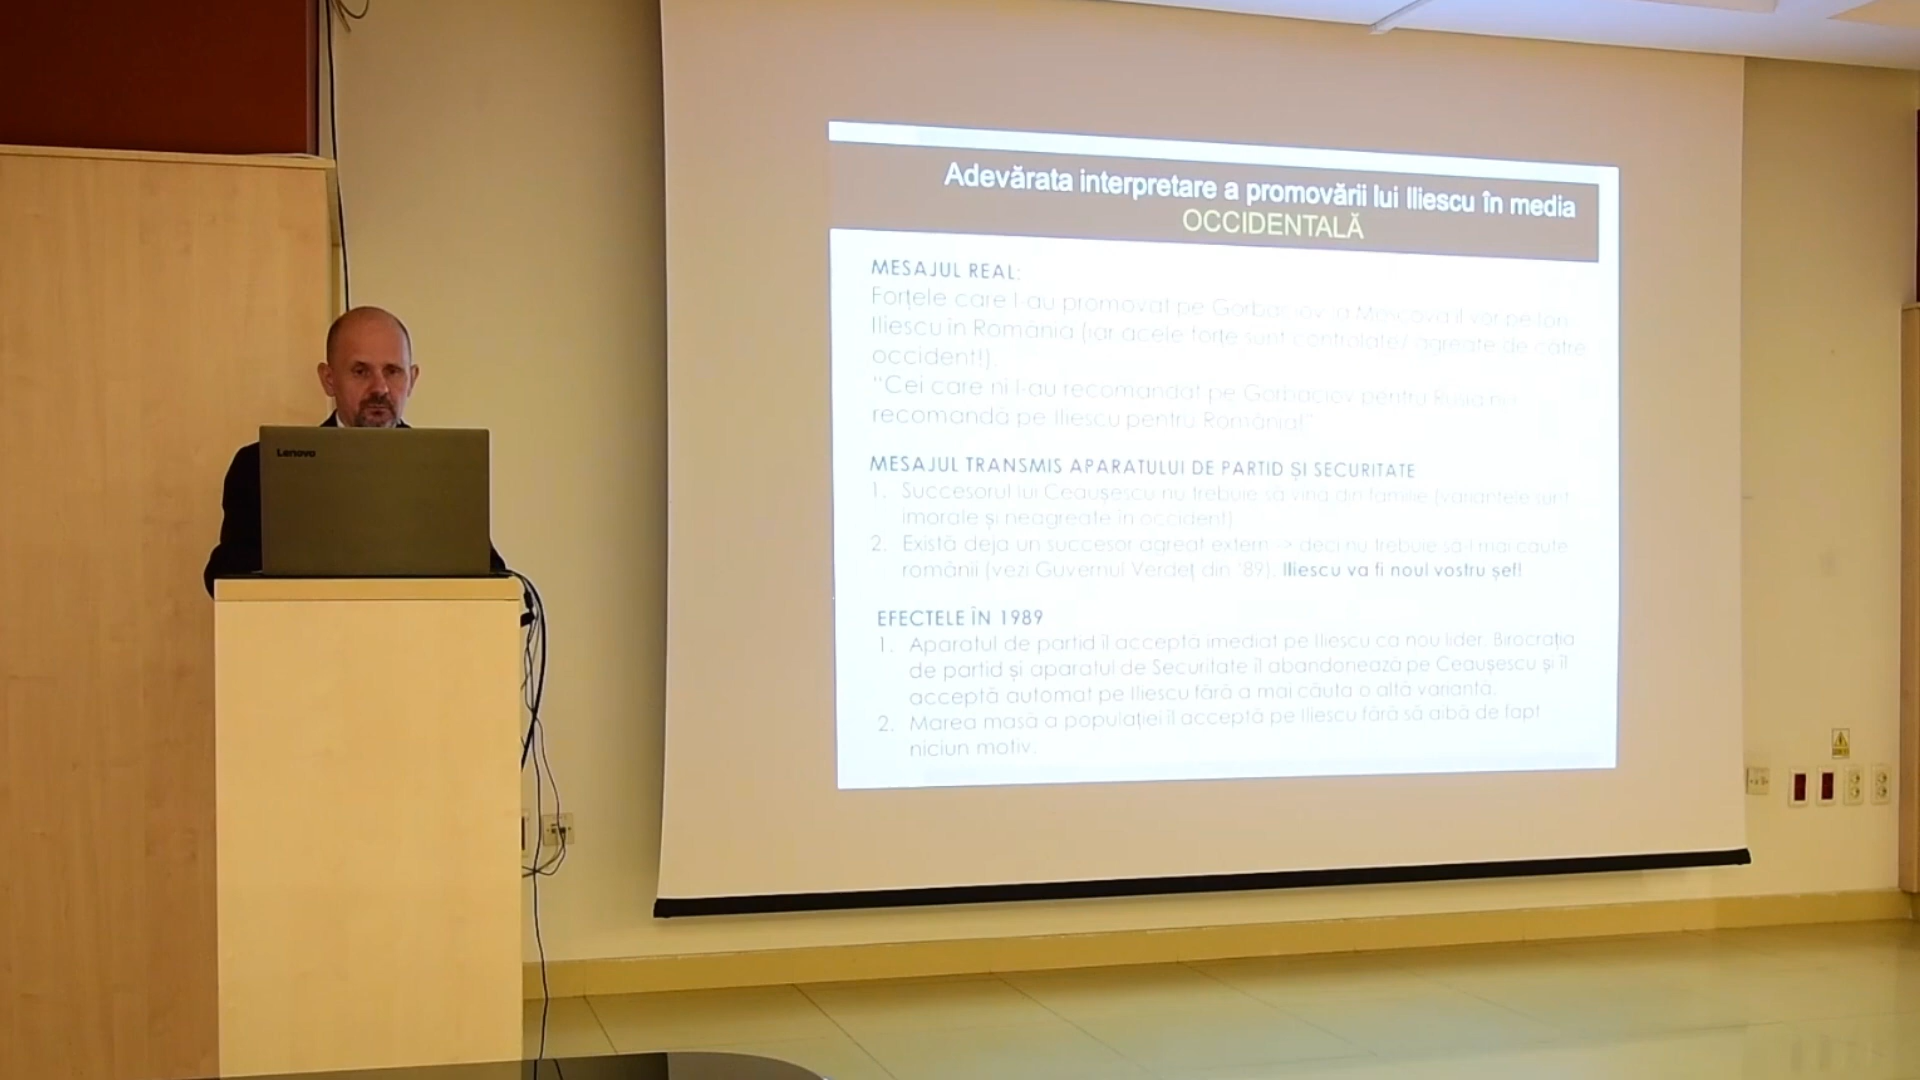 Lenovo
Adevărata interpretare a promovării lui Iliescu în media
OCCIDENTALĂ
MESAJUL REAL:
Forțele care l-au promovat pe Gorbaciov la Moscova îl vor pe Ion
Iliescu în România (iar acele forțe sunt controlate/ agreate de către
occident!).
“Cei care ni l-au recomandat pe Gorbaciov pentru Rusia ni-l
recomandă pe Iliescu pentru România!”
MESAJUL TRANSMIS APARATULUI DE PARTID ȘI SECURITATE
1. Succesorul lui Ceaușescu nu trebuie să vină din familie (variantele sunt
imorale și neagreate în occident)
2. Există deja un succesor agreat extern -> deci nu trebuie să-l mai caute
românii (vezi Guvernul Verdeț din '89). Iliescu va fi noul vostru șef!
EFECTELE ÎN 1989
1. Aparatul de partid îl acceptă imediat pe Iliescu ca nou lider. Birocrația
de partid și aparatul de Securitate îl abandonează pe Ceaușescu și îl
acceptă automat pe Iliescu fără a mai căuta o altă variantă.
2. Marea masă a populației îl acceptă pe Iliescu fără să aibă de fapt
niciun motiv.